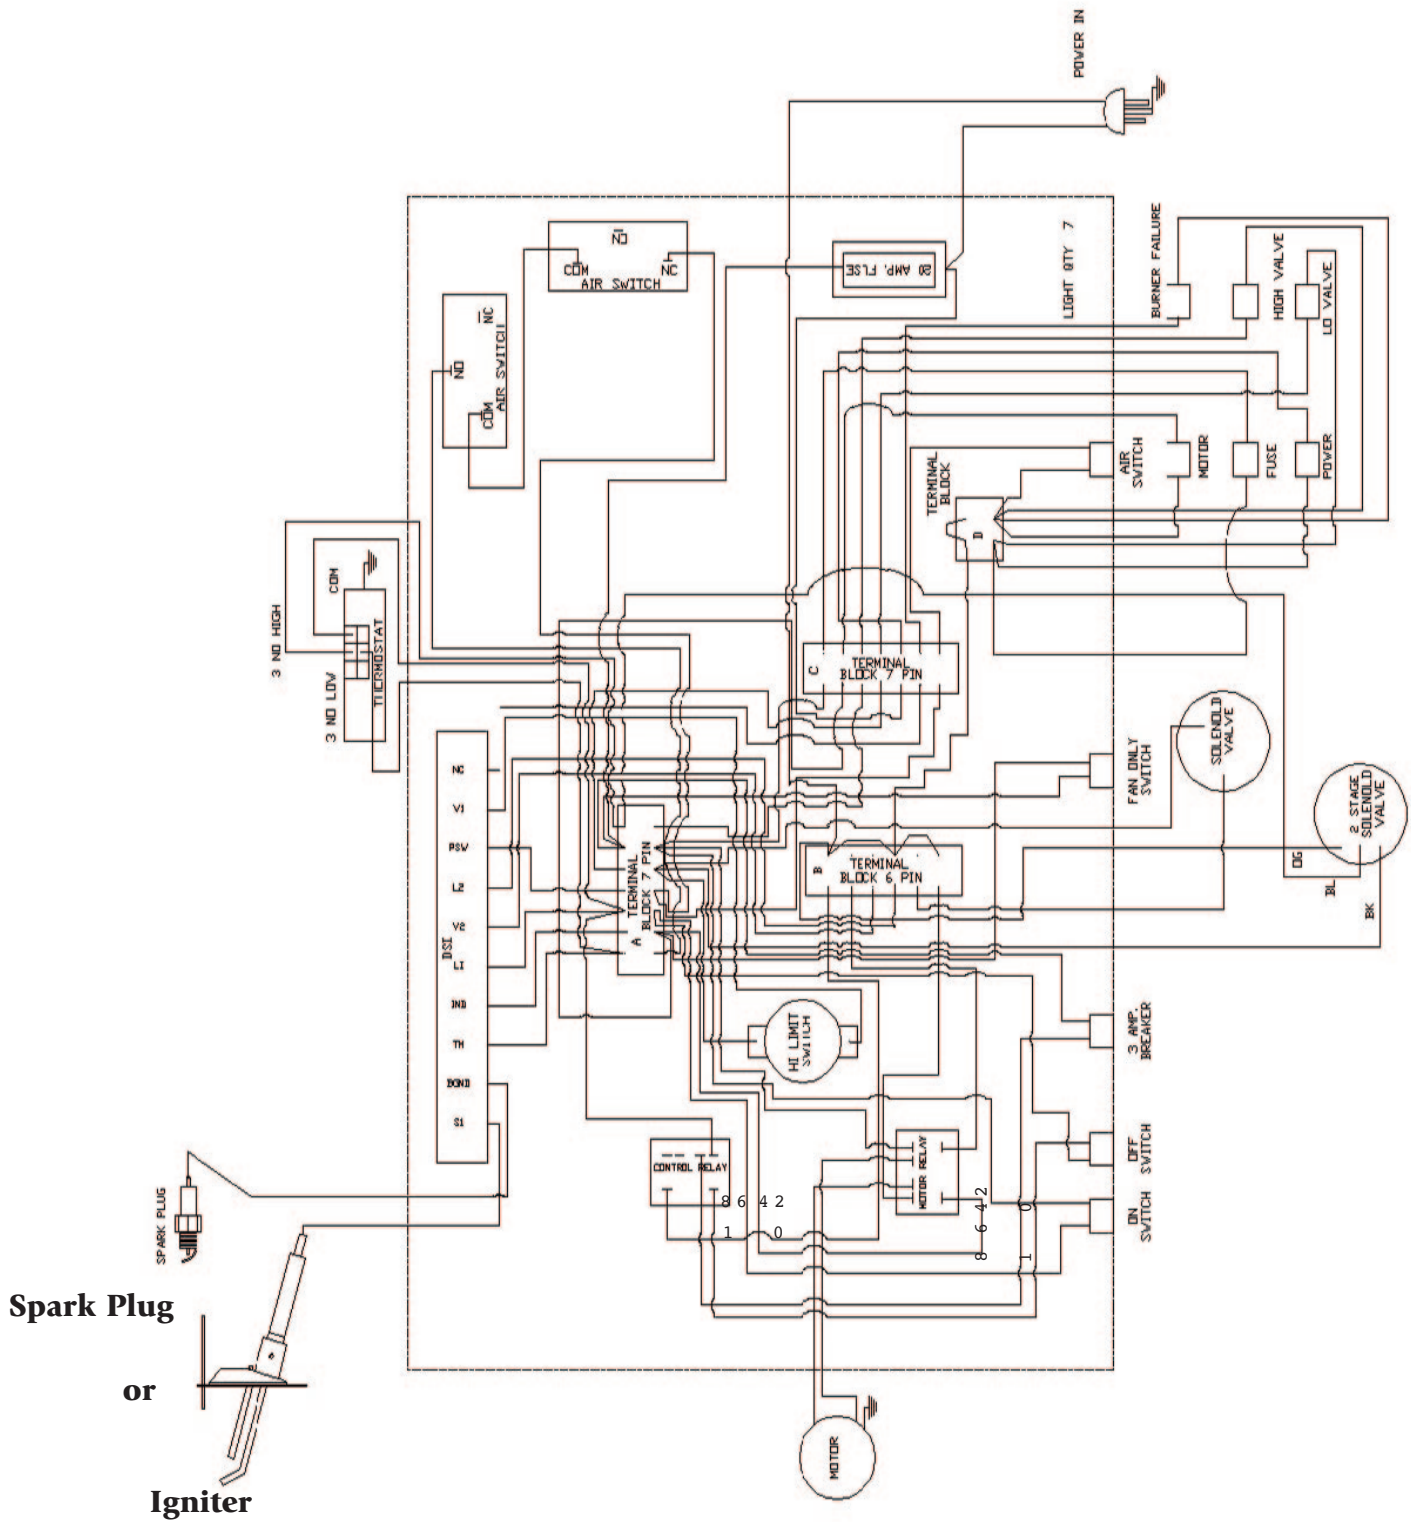 POWER IN
NO
COM
NC
AIR SWITCH
NC
NO
COM
AIR SWITCH
20 AMP. FUSE
LIGHT QTY 7
BURNER FAILURE
HIGH VALVE
LO VALVE
AIR
SWITCH
MOTOR
FUSE
POWER
TERMINAL
BLOCK
D
3 NO HIGH
COM
THERMOSTAT
3 NO LOW
C
TERMINAL
BLOCK 7 PIN
SOLENOLD
VALVE
FAN ONLY
SWITCH
2 STAGE
SOLENOLD
VALVE
DG
BL
BK
NC
V1
PSW
L2
V2
LI
IND
TH
BGND
S1
DSI
TERMINAL
BLOCK 7 PIN
A
B
TERMINAL
BLOCK 6 PIN
HI LIMIT
SWITCH
3 AMP.
BREAKER
OFF
SWITCH
ON
SWITCH
CONTROL RELAY
8 6 4 2
1 0
MOTOR RELAY
8 6 4 2
1 0
SPARK PLUG
Spark Plug
or
Igniter
MOTOR